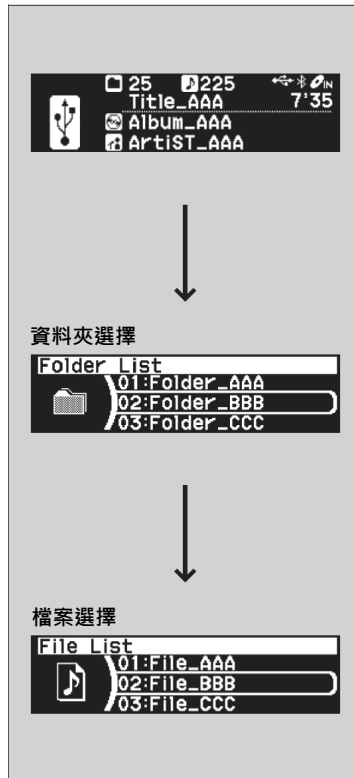 25 225
Title_AAA 7'35
Album_AAA
ArtiST_AAA
資料夾選擇
Folder List
01:Folder_AAA
02:Folder_BBB
03:Folder_CCC
檔案選擇
File List
01:File_AAA
02:File_BBB
03:File_CCC